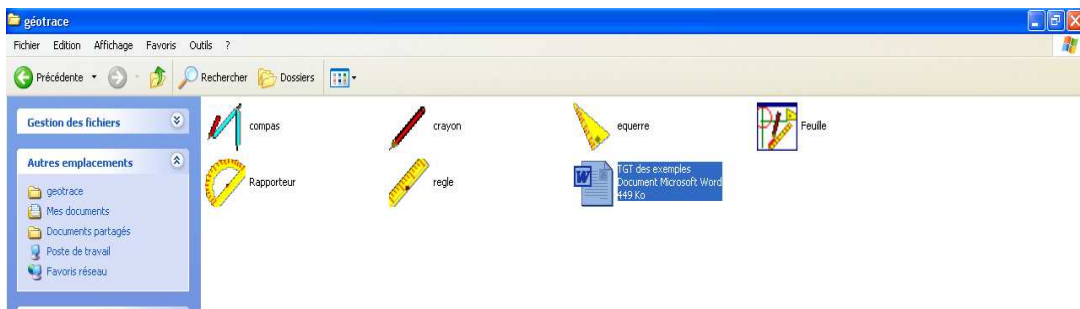 géotrace
Fichier Edition Affichage Favoris Outils ?
Précédente Rechercher Dossiers
Gestion des fichiers
Autres emplacements
geotrace
Mes documents
Documents partagés
Poste de travail
Favoris réseau
compas
crayon
equerre
Feuille
Rapporteur
regle
TGT des exemples
Document Microsoft Word
449 Ko